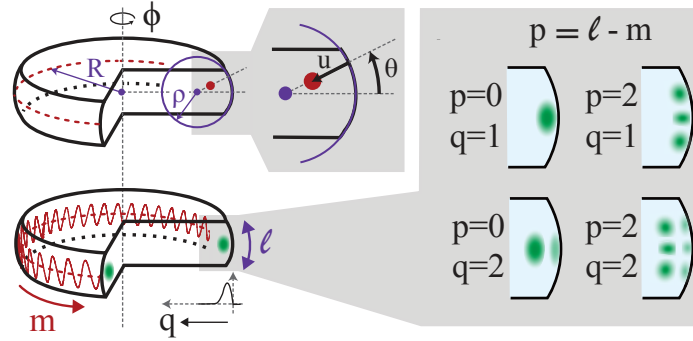 ϕ
R
ρ
u
θ
m
q
ℓ
p = ℓ - m
p=0
q=1
p=2
q=1
p=0
q=2
p=2
q=2